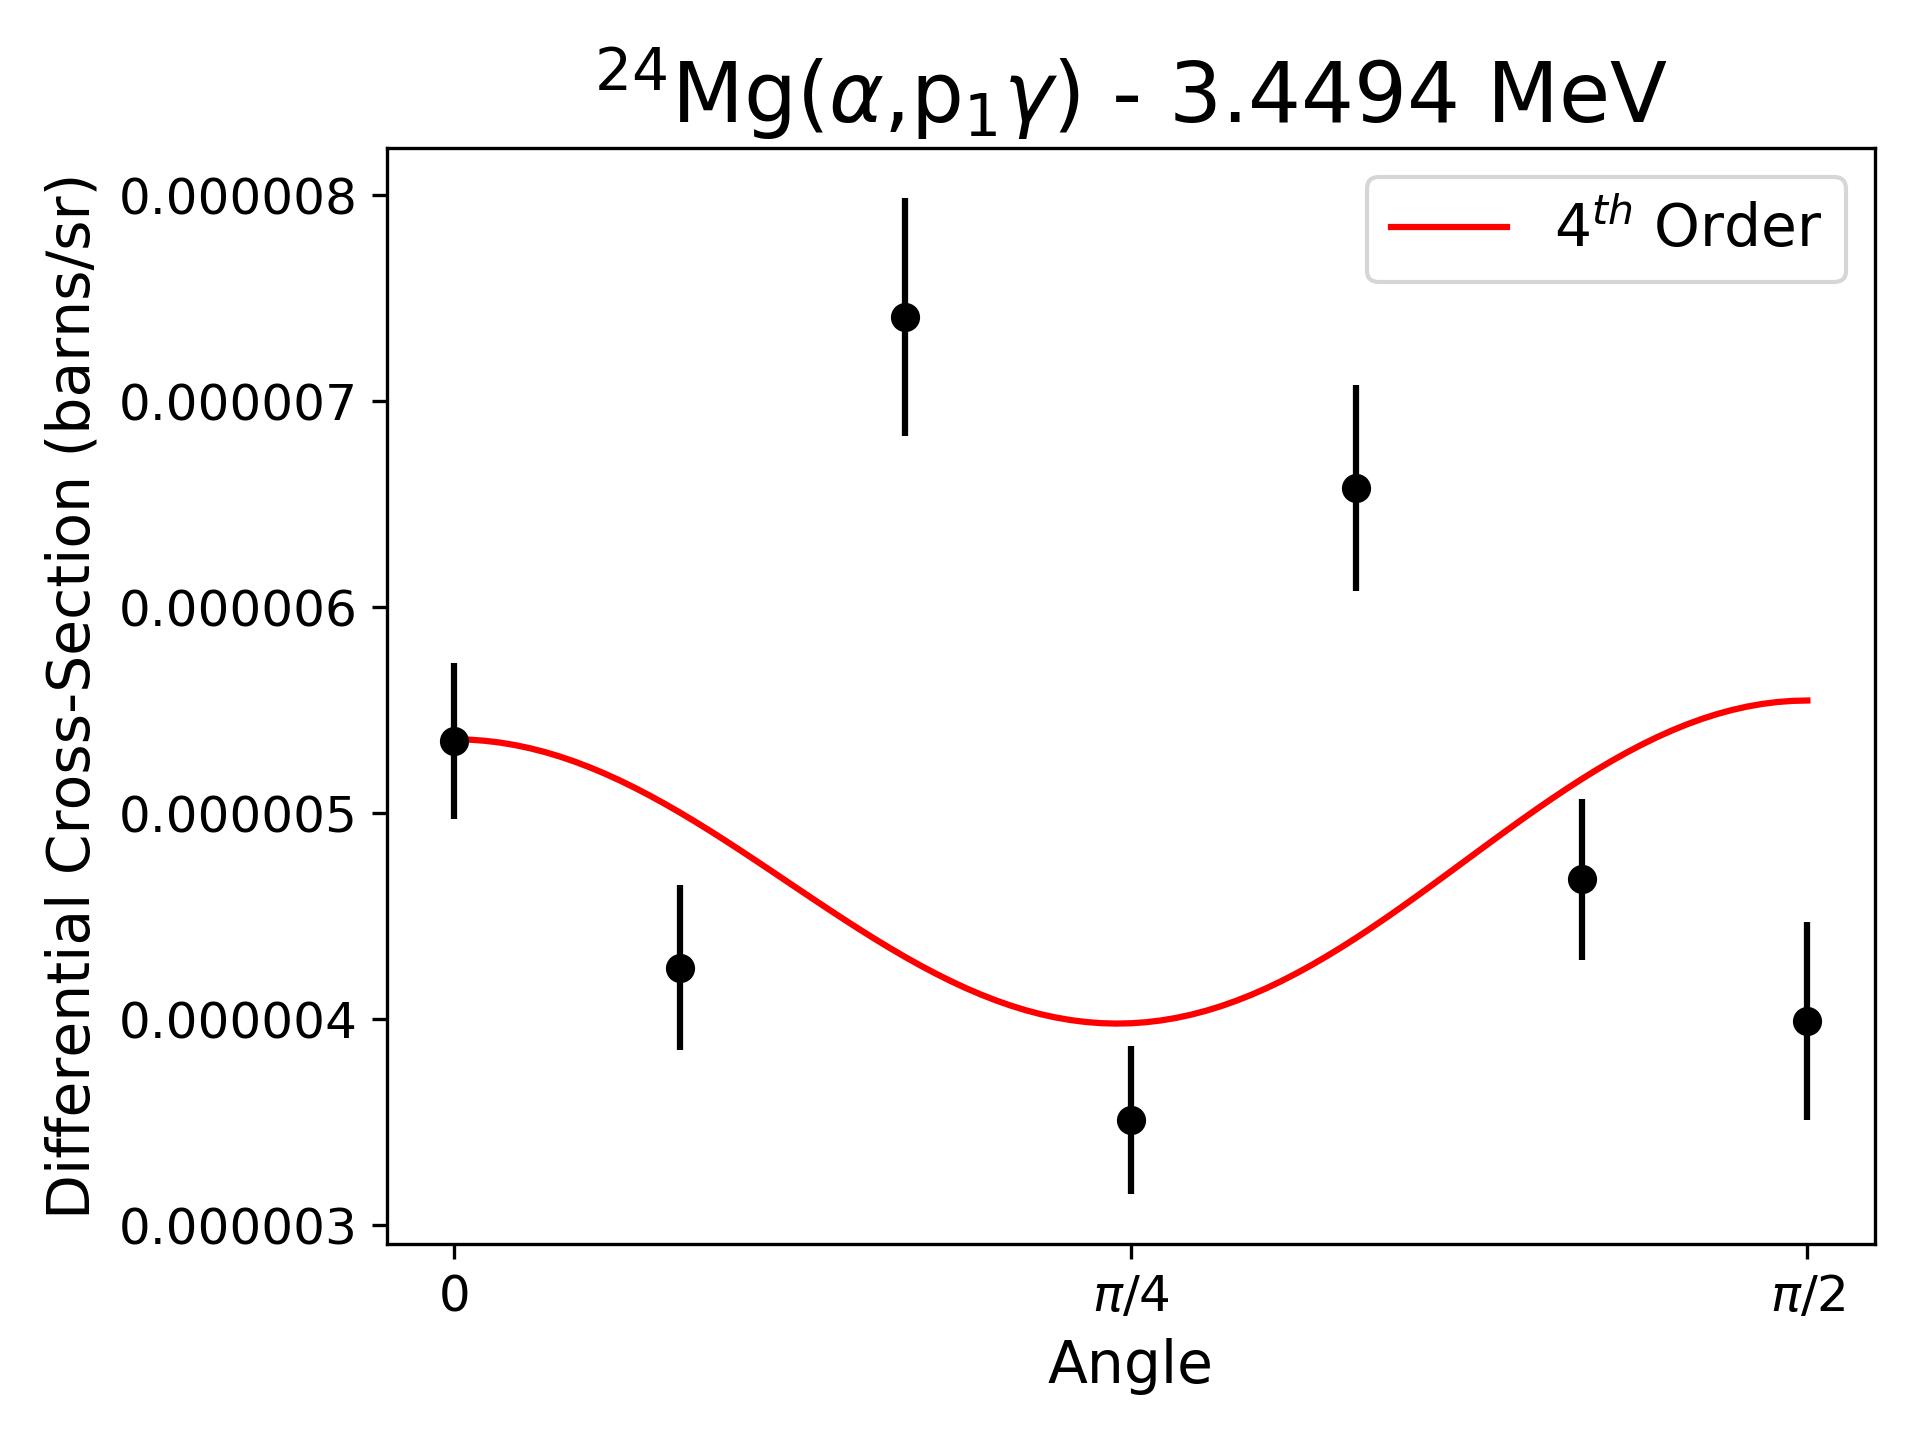 ²⁴Mg(α,p₁γ) - 3.4494 MeV
4ᵗʰ Order
Differential Cross-Section (barns/sr)
0.000008
0.000007
0.000006
0.000005
0.000004
0.000003
0
π/4
π/2
Angle